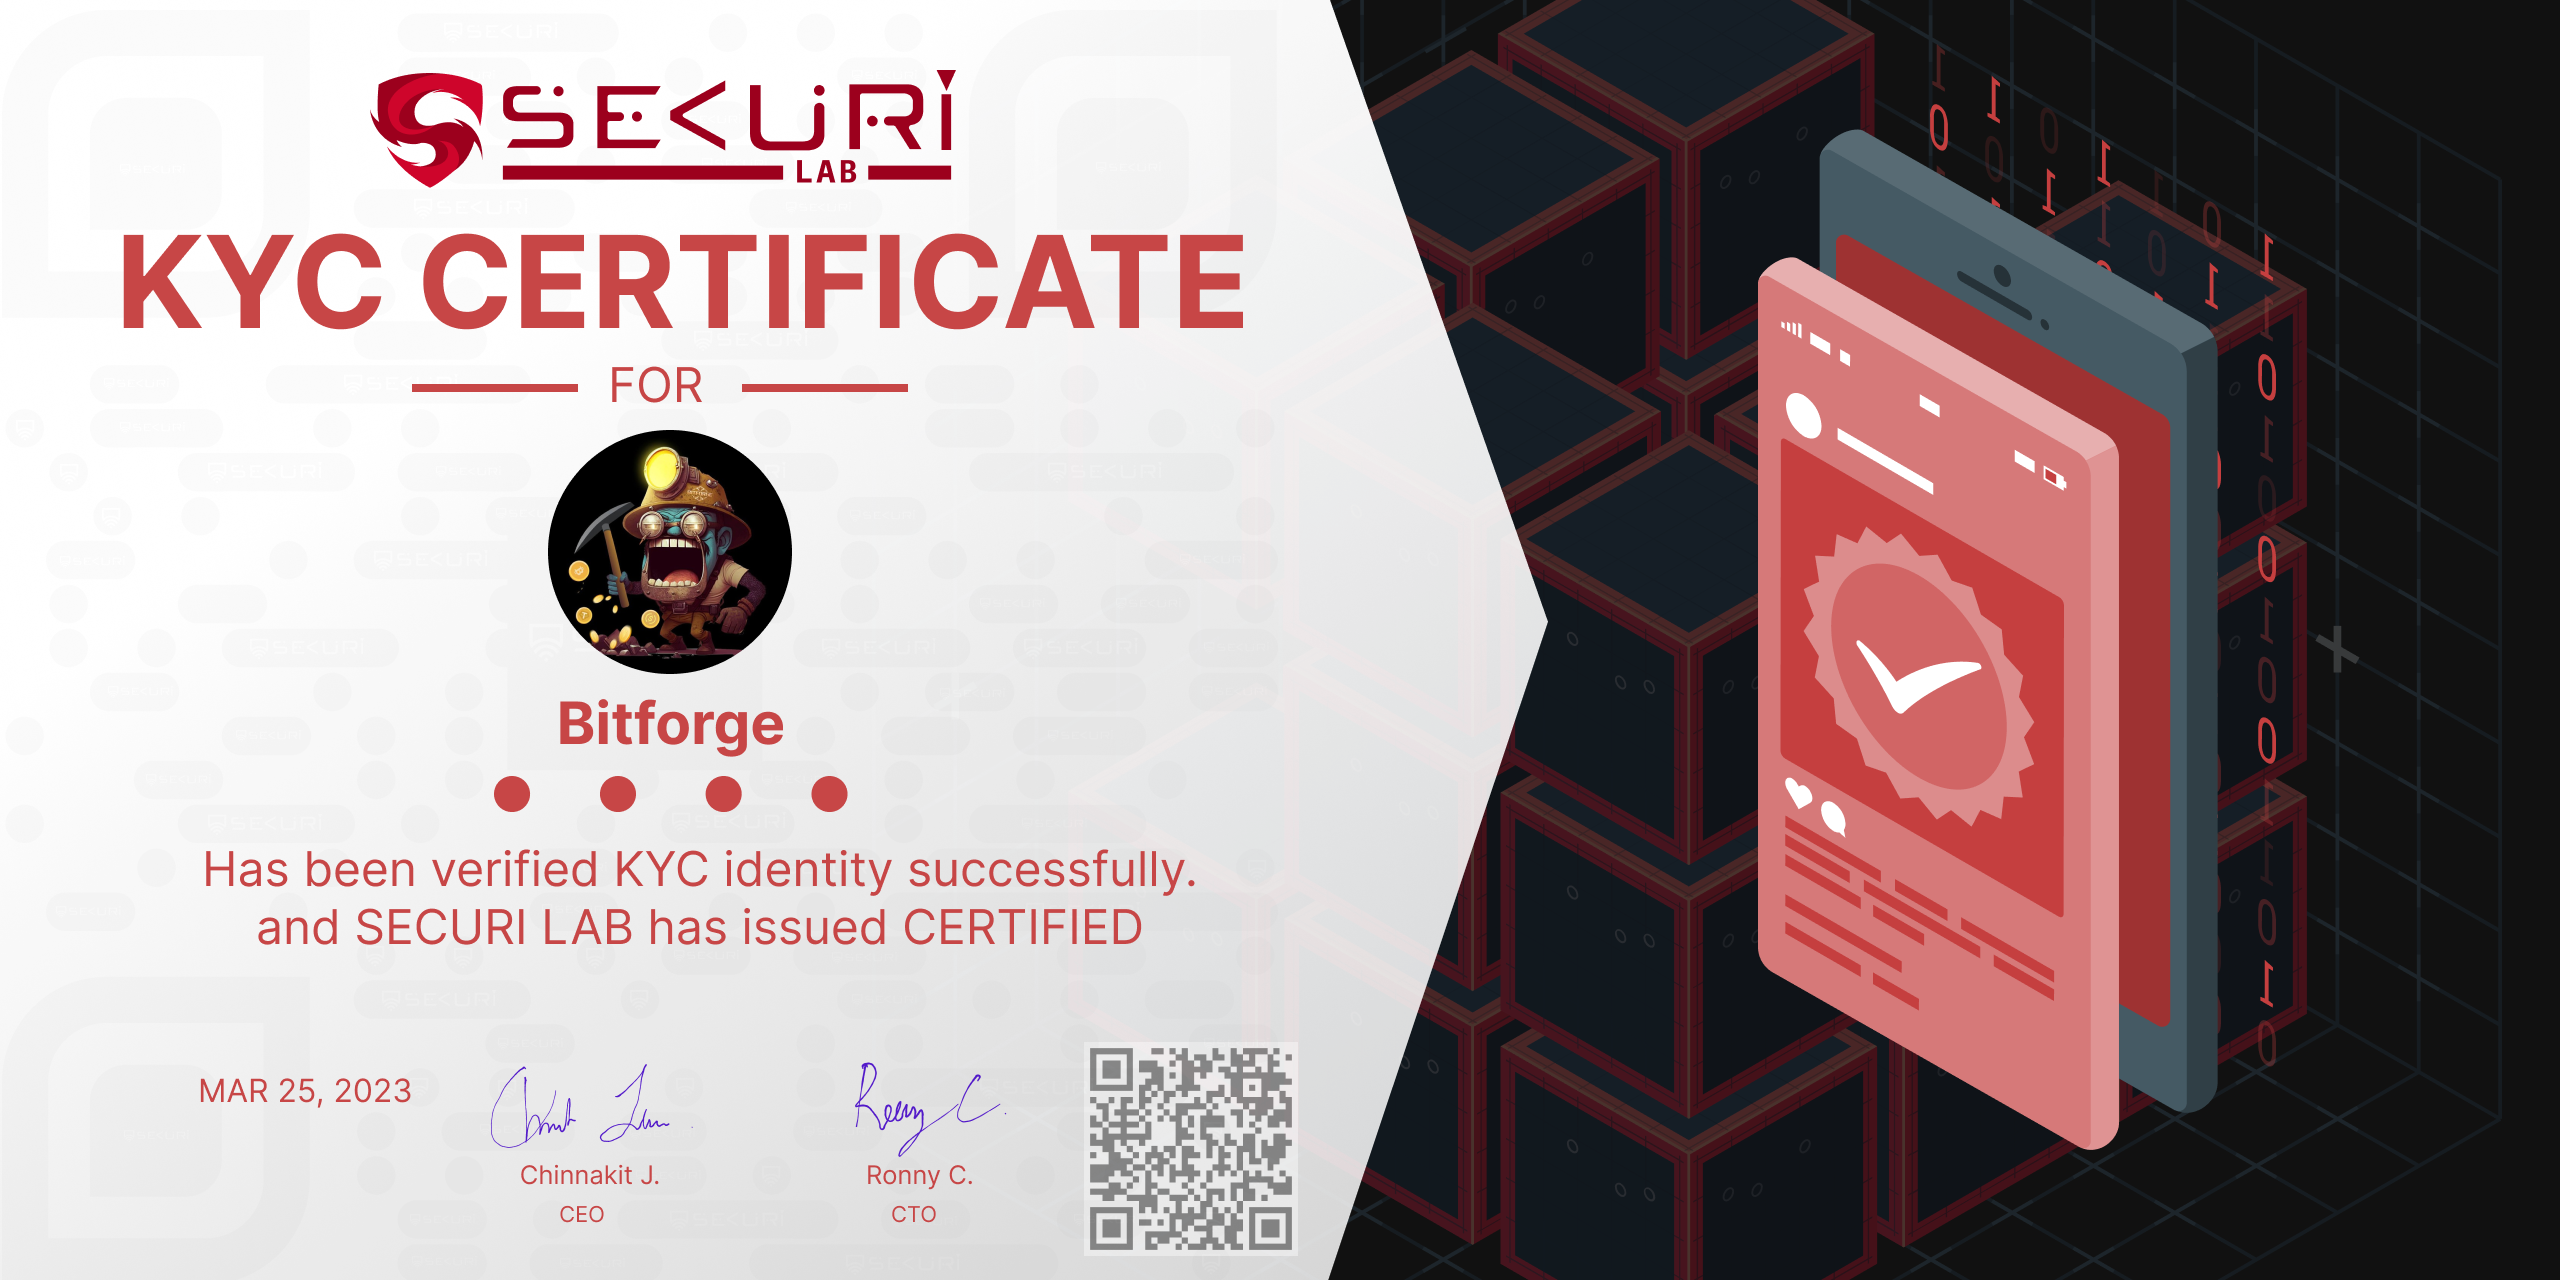 SEKURI
LAB
KYC CERTIFICATE
FOR
Bitforge
Has been verified KYC identity successfully.
and SECURI LAB has issued CERTIFIED
MAR 25, 2023
Chinnakit J.
CEO
Ronny C.
CTO